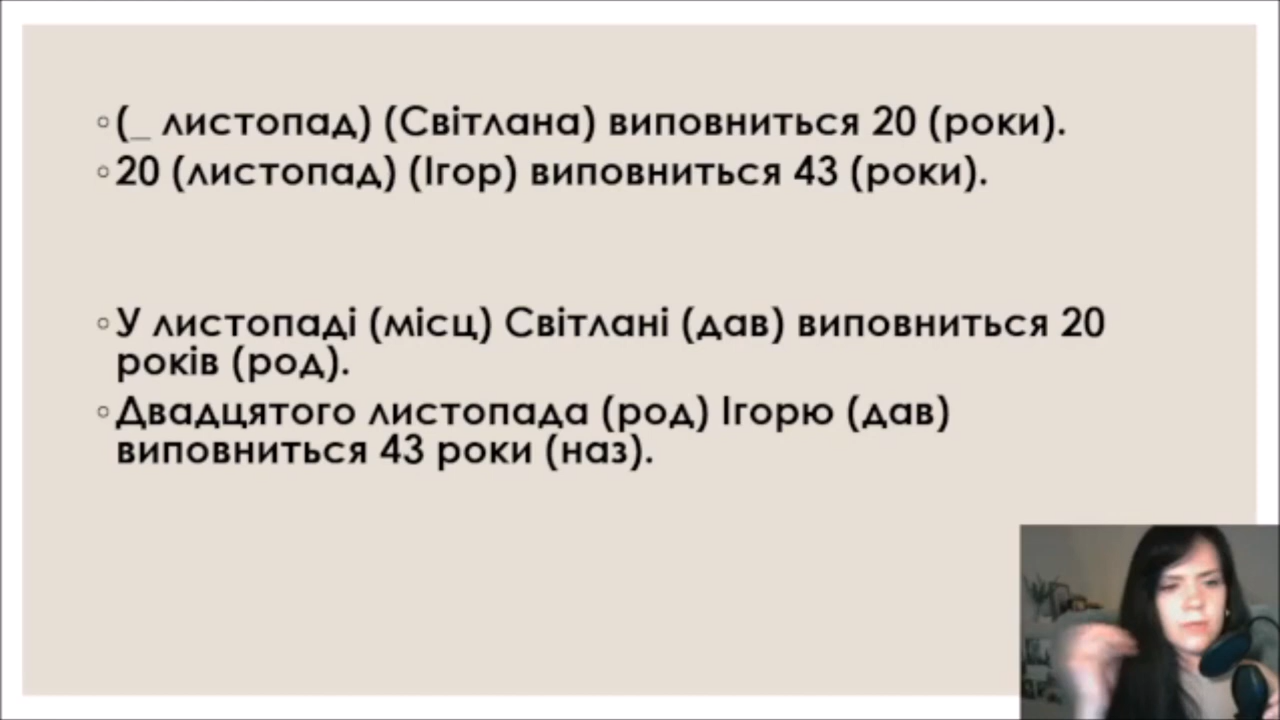 ◦(_ листопад) (Світлана) виповниться 20 (роки).
◦20 (листопад) (Ігор) виповниться 43 (роки).
◦У листопаді (місц) Світлані (дав) виповниться 20
років (род).
◦Двадцятого листопада (род) Ігорю (дав)
виповниться 43 роки (наз).